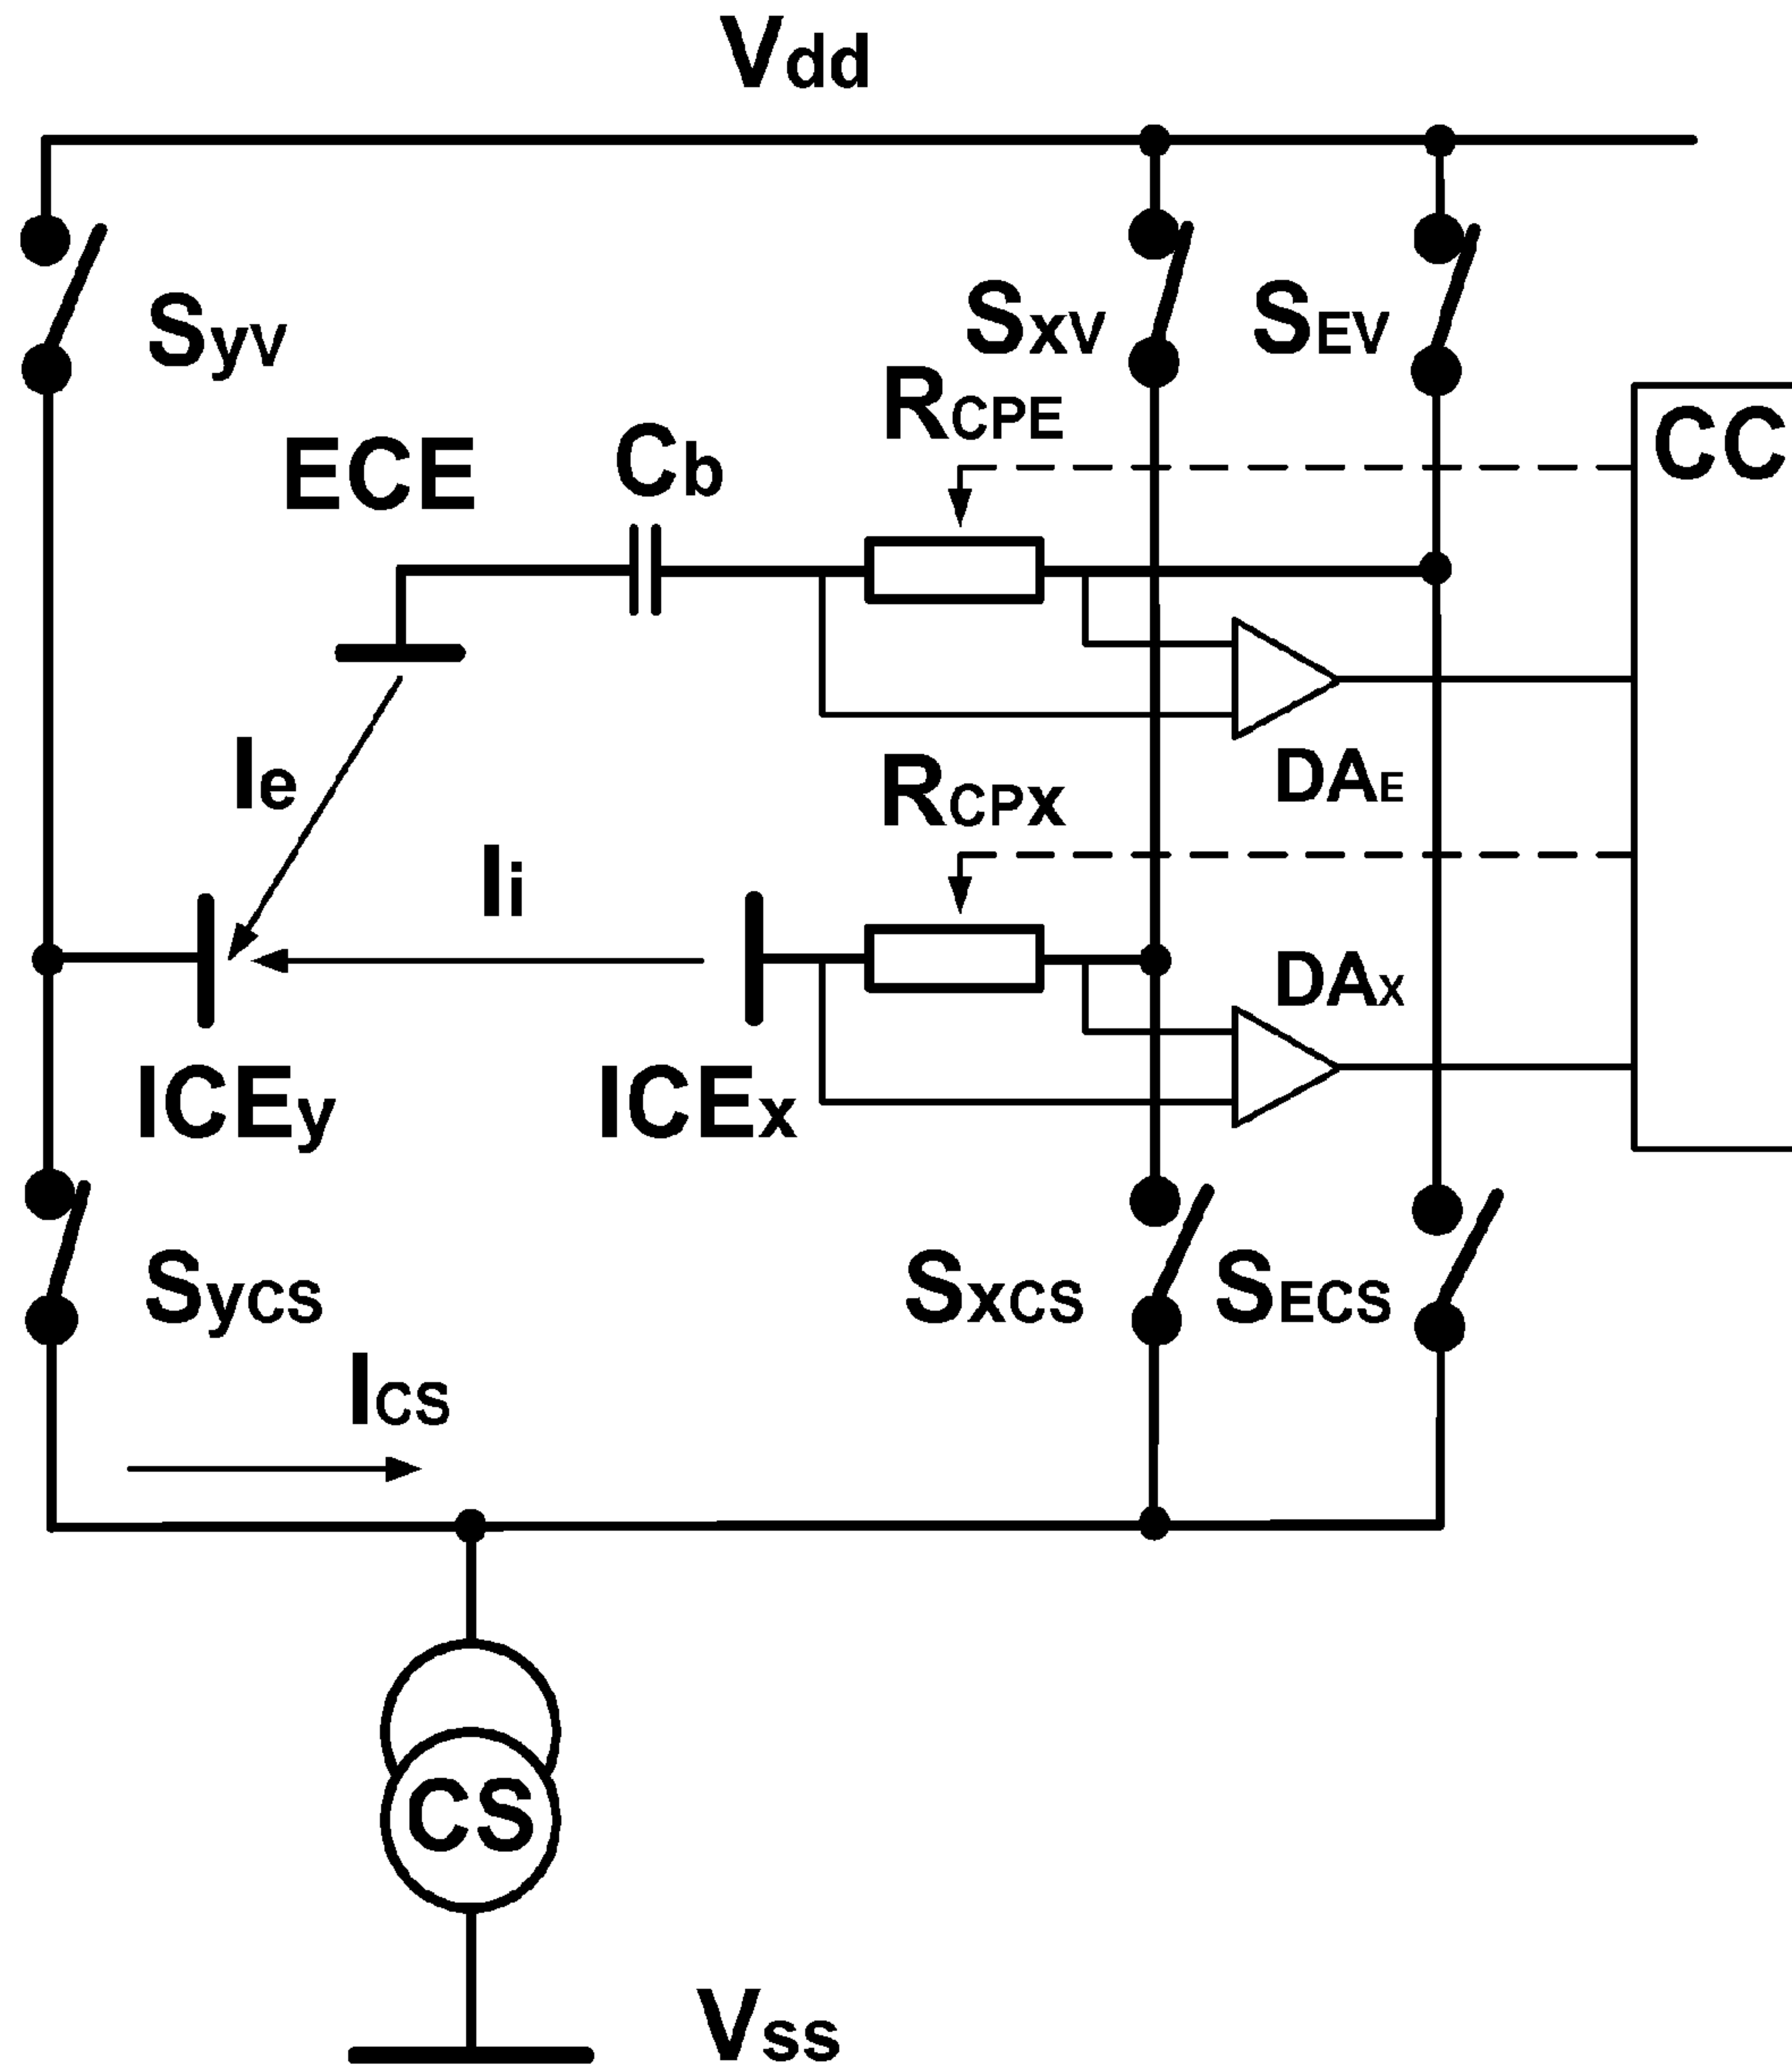 Vdd
SyV
SxV
SEV
RCPE
CC
ECE
Cb
Ie
DAE
RCPx
Ii
DAX
ICEy
ICEx
SyCS
SxCS
SECS
ICS
CS
Vss